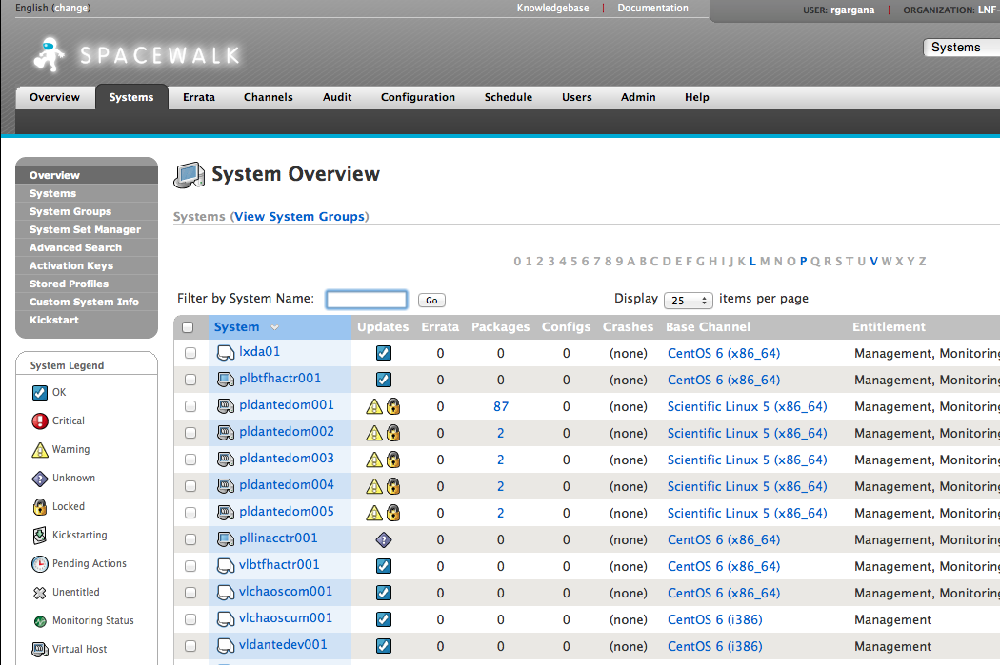 English (change) Knowledgebase | Documentation USER: rgargana | ORGANIZATION: LNF-
SPACEWALK Systems
Overview Systems Errata Channels Audit Configuration Schedule Users Admin Help
Overview
Systems
System Groups
System Set Manager
Advanced Search
Activation Keys
Stored Profiles
Custom System Info
Kickstart
System Legend
OK
Critical
Warning
Unknown
Locked
Kickstarting
Pending Actions
Unentitled
Monitoring Status
Virtual Host
System Overview
Systems (View System Groups)
0 1 2 3 4 5 6 7 8 9 A B C D E F G H I J K L M N O P Q R S T U V W X Y Z
Filter by System Name: Go Display 25 items per page
System Updates Errata Packages Configs Crashes Base Channel Entitlement
lxda01 0 0 0 (none) CentOS 6 (x86_64) Management, Monitoring
plbtfhactr001 0 0 0 (none) CentOS 6 (x86_64) Management, Monitoring
pldantedom001 0 87 0 (none) Scientific Linux 5 (x86_64) Management, Monitoring
pldantedom002 0 2 0 (none) Scientific Linux 5 (x86_64) Management, Monitoring
pldantedom003 0 2 0 (none) Scientific Linux 5 (x86_64) Management, Monitoring
pldantedom004 0 2 0 (none) Scientific Linux 5 (x86_64) Management, Monitoring
pldantedom005 0 2 0 (none) Scientific Linux 5 (x86_64) Management, Monitoring
pllinacctr001 0 0 0 (none) CentOS 6 (x86_64) Management, Monitoring
vlbtfhactr001 0 0 0 (none) CentOS 6 (x86_64) Management, Monitoring
vlchaoscom001 0 0 0 (none) CentOS 6 (x86_64) Management, Monitoring
vlchaoscum001 0 0 0 (none) CentOS 6 (i386) Management
vldantedev001 0 0 0 (none) CentOS 6 (i386) Management